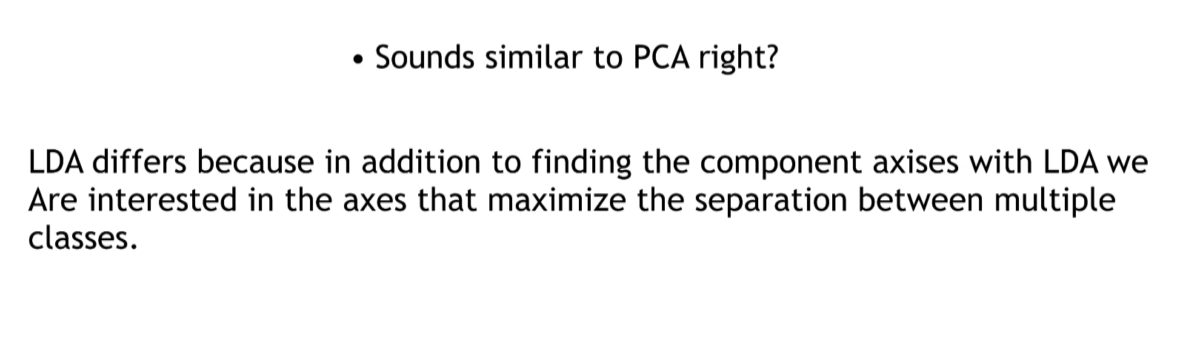 • Sounds similar to PCA right?
LDA differs because in addition to finding the component axises with LDA we
Are interested in the axes that maximize the separation between multiple
classes.